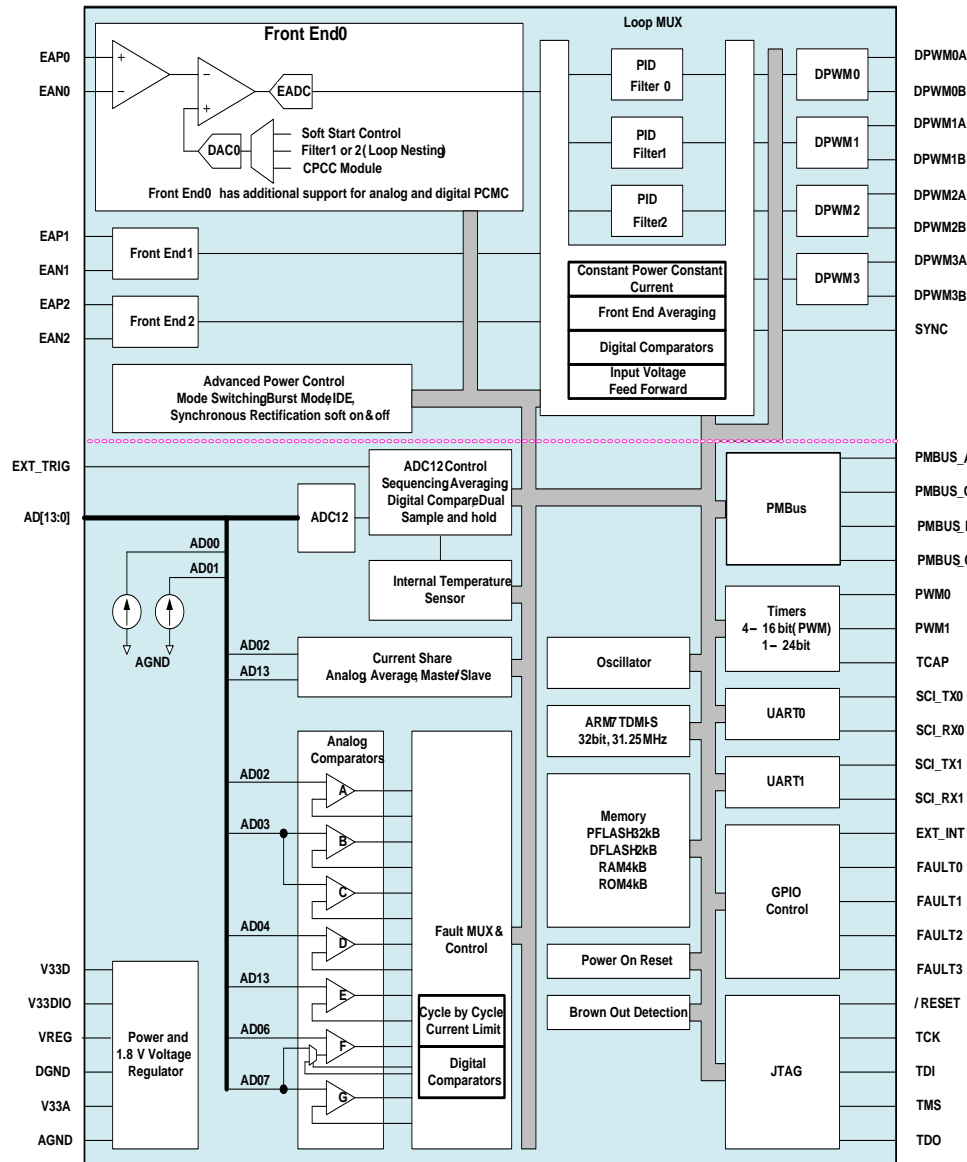 Loop MUX
Front End0
EAP0
EAN0
+
−
−
+
EADC
DAC0
Soft Start Control
Filter1 or 2 ( Loop Nesting)
CPCC Module
Front End0 has additional support for analog and digital PCMC
PID
Filter 0
PID
Filter1
PID
Filter2
DPWM0
DPWM1
DPWM2
DPWM3
DPWM0A
DPWM0B
DPWM1A
DPWM1B
DPWM2A
DPWM2B
DPWM3A
DPWM3B
SYNC
EAP1
EAN1
Front End 1
EAP2
EAN2
Front End 2
Constant Power Constant
Current
Front End Averaging
Digital Comparators
Input Voltage
Feed Forward
Advanced Power Control
Mode Switching Burst Mode, IDE,
Synchronous Rectification soft on & off
EXT_TRIG
AD[13:0]
ADC12
ADC12 Control
Sequencing, Averaging,
Digital Compare, Dual
Sample and hold
Internal Temperature
Sensor
AD00
AD01
AGND
AD02
AD13
Current Share
Analog, Average, Master/Slave
Analog
Comparators
AD02
A
AD03
B
C
AD04
D
AD13
E
AD06
F
AD07
G
Fault MUX &
Control
Cycle by Cycle
Current Limit
Digital
Comparators
V33D
V33DIO
VREG
DGND
V33A
AGND
Power and
1.8 V Voltage
Regulator
Oscillator
ARM7TDMI-S
32bit, 31.25 MHz
Memory
PFLASH 32kB
DFLASH 2kB
RAM 4kB
ROM 4kB
Power On Reset
Brown Out Detection
PMBus
Timers
4 – 16 bit ( PWM)
1 – 24bit
UART0
UART1
GPIO
Control
JTAG
PWM0
PWM1
TCAP
SCI_TX0
SCI_RX0
SCI_TX1
SCI_RX1
EXT_INT
FAULT0
FAULT1
FAULT2
FAULT3
/ RESET
TCK
TDI
TMS
TDO